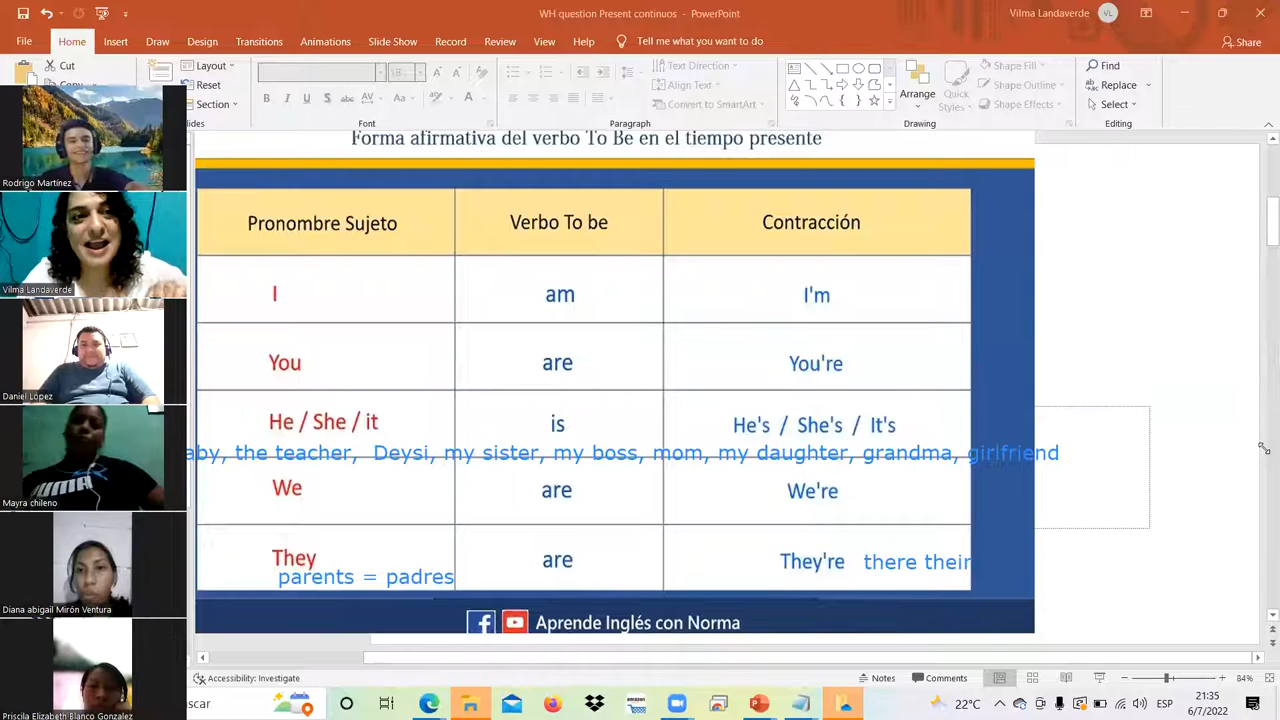 WH question Present continuos - PowerPoint
Vilma Landaverde VL
File Home Insert Draw Design Transitions Animations Slide Show Record Review View Help Tell me what you want to do Share
Cut Layout Text Direction Shape Fill Find
Reset Align Text Arrange Quick Styles Shape Outline Replace
Section Convert to SmartArt Shape Effects Select
Font Paragraph Drawing Editing
Forma afirmativa del verbo To Be en el tiempo presente
Pronombre Sujeto Verbo To be Contracción
I am I'm
You are You're
He / She / it is He's / She's / It's
aby, the teacher, Deysi, my sister, my boss, mom, my daughter, grandma, girlfriend
We are We're
They are They're there their
parents = padres
Aprende Inglés con Norma
Rodrigo Martínez
Vilma Landaverde
Daniel López
Mayra chileno
Diana abigail Mirón Ventura
Priscila Elizabeth Blanco Gonzalez
Accessibility: Investigate Notes Comments 84%
scar amazon 22°C ESP 21:35
6/7/2022